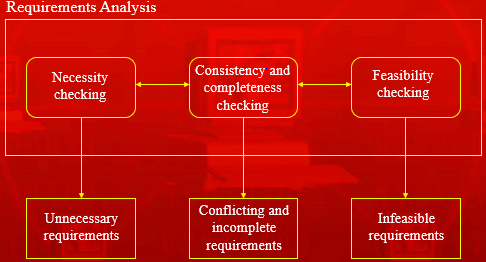 Requirements Analysis
Necessity
checking
Consistency and
completeness
checking
Feasibility
checking
Unnecessary
requirements
Conflicting and
incomplete
requirements
Infeasible
requirements